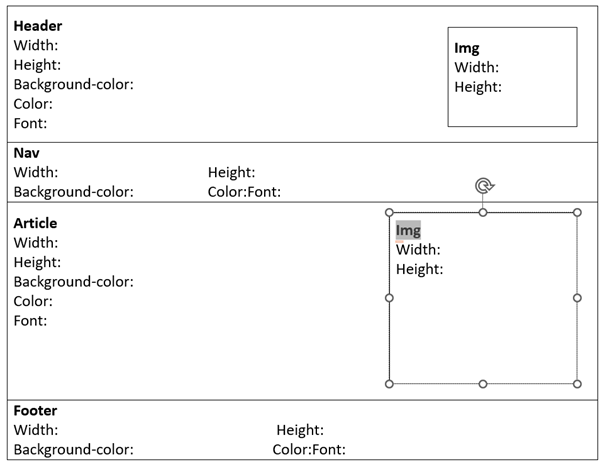 Header
Width:
Height:
Background-color:
Color:
Font:
Img
Width:
Height:
Nav
Width: Height:
Background-color: Color:Font:
Article
Width:
Height:
Background-color:
Color:
Font:
Img
Width:
Height:
Footer
Width: Height:
Background-color: Color:Font: